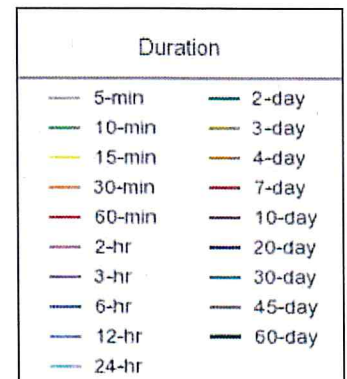 Duration
5-min 2-day
10-min 3-day
15-min 4-day
30-min 7-day
60-min 10-day
2-hr 20-day
3-hr 30-day
6-hr 45-day
12-hr 60-day
24-hr